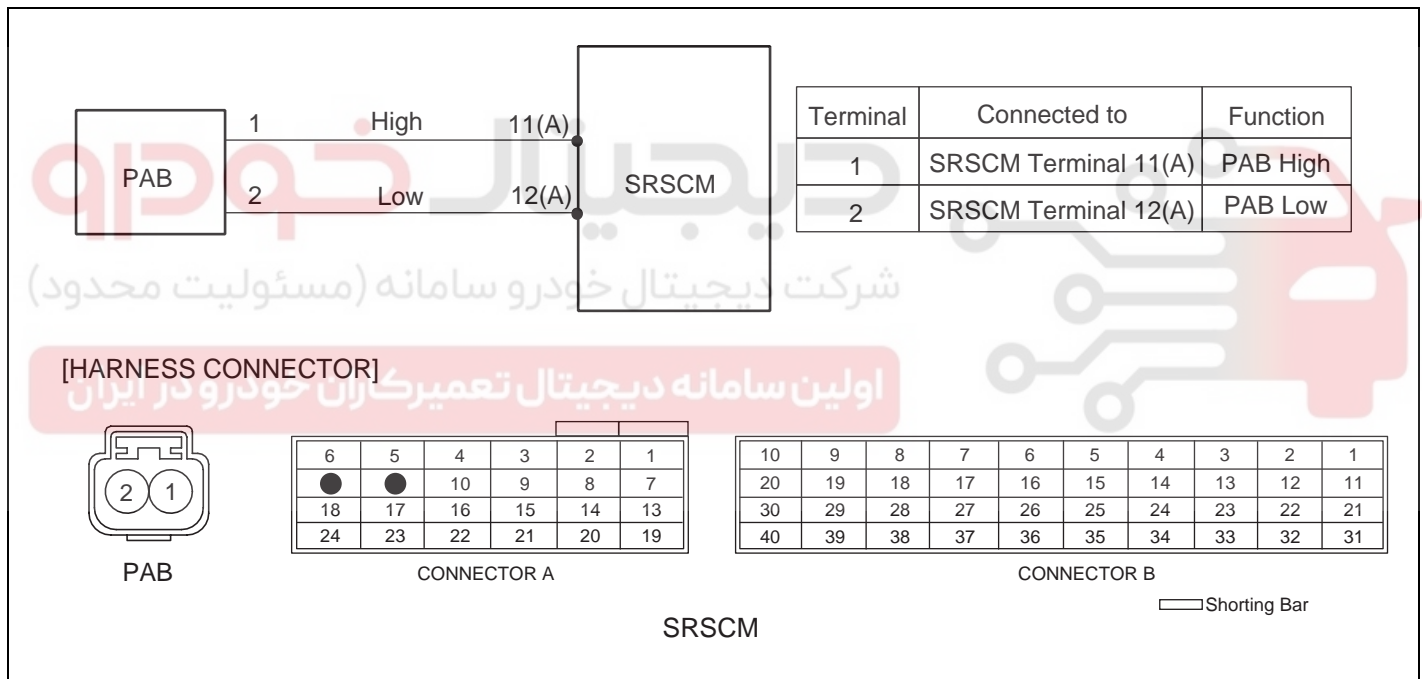 PAB
1 High 11(A)
2 Low 12(A)
SRSCM
Terminal Connected to Function
1 SRSCM Terminal 11(A) PAB High
2 SRSCM Terminal 12(A) PAB Low
دیجیتال خودرو
شرکت دیجیتال خودرو سامانه (مسئولیت محدود)
[HARNESS CONNECTOR]
اولین سامانه دیجیتال تعمیرکاران خودرو در ایران
2 1
PAB
6 5 4 3 2 1
10 9 8 7
18 17 16 15 14 13
24 23 22 21 20 19
CONNECTOR A
10 9 8 7 6 5 4 3 2 1
20 19 18 17 16 15 14 13 12 11
30 29 28 27 26 25 24 23 22 21
40 39 38 37 36 35 34 33 32 31
CONNECTOR B
Shorting Bar
SRSCM